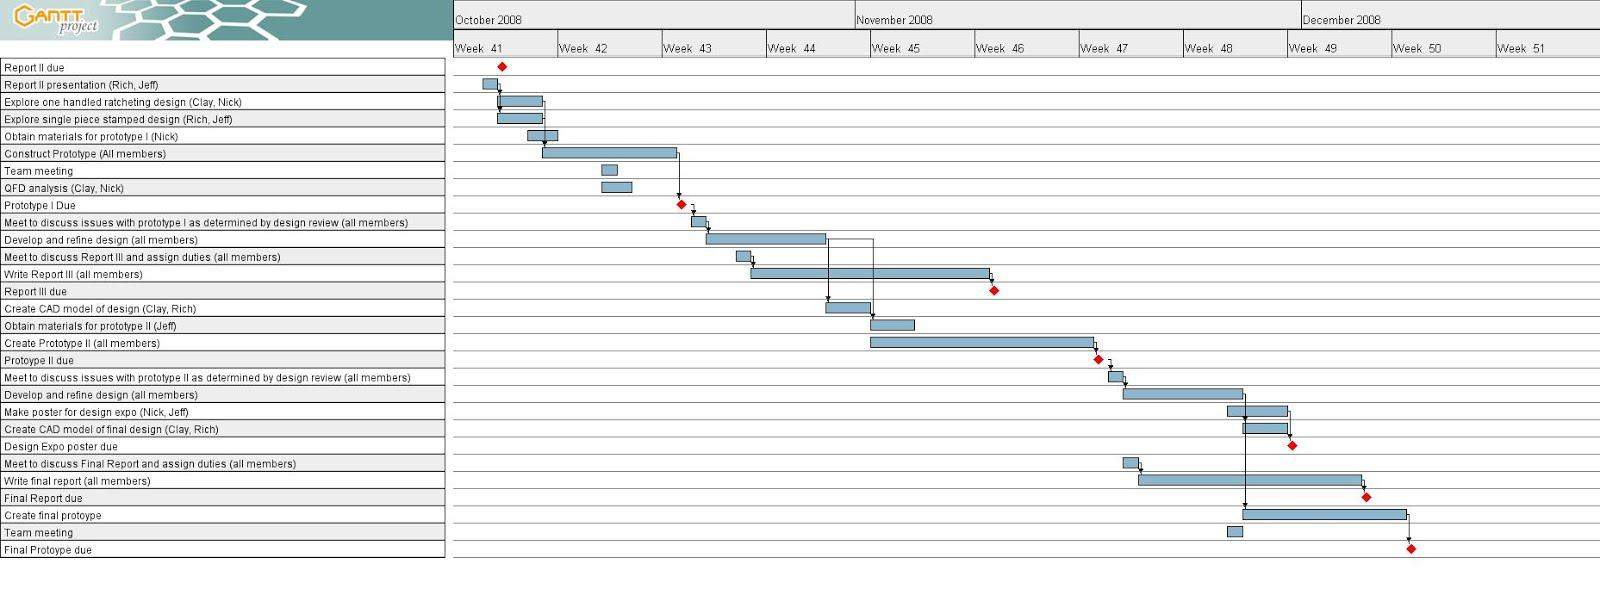 GANTT
project
October 2008
November 2008
December 2008
Week 41
Week 42
Week 43
Week 44
Week 45
Week 46
Week 47
Week 48
Week 49
Week 50
Week 51
Report II due
Report II presentation (Rich, Jeff)
Explore one handled ratcheting design (Clay, Nick)
Explore single piece stamped design (Rich, Jeff)
Obtain materials for prototype I (Nick)
Construct Prototype (All members)
Team meeting
QFD analysis (Clay, Nick)
Prototype I Due
Meet to discuss issues with prototype I as determined by design review (all members)
Develop and refine design (all members)
Meet to discuss Report III and assign duties (all members)
Write Report III (all members)
Report III due
Create CAD model of design (Clay, Rich)
Obtain materials for prototype II (Jeff)
Create Prototype II (all members)
Protoype II due
Meet to discuss issues with prototype II as determined by design review (all members)
Develop and refine design (all members)
Make poster for design expo (Nick, Jeff)
Create CAD model of final design (Clay, Rich)
Design Expo poster due
Meet to discuss Final Report and assign duties (all members)
Write final report (all members)
Final Report due
Create final protoype
Team meeting
Final Protoype due